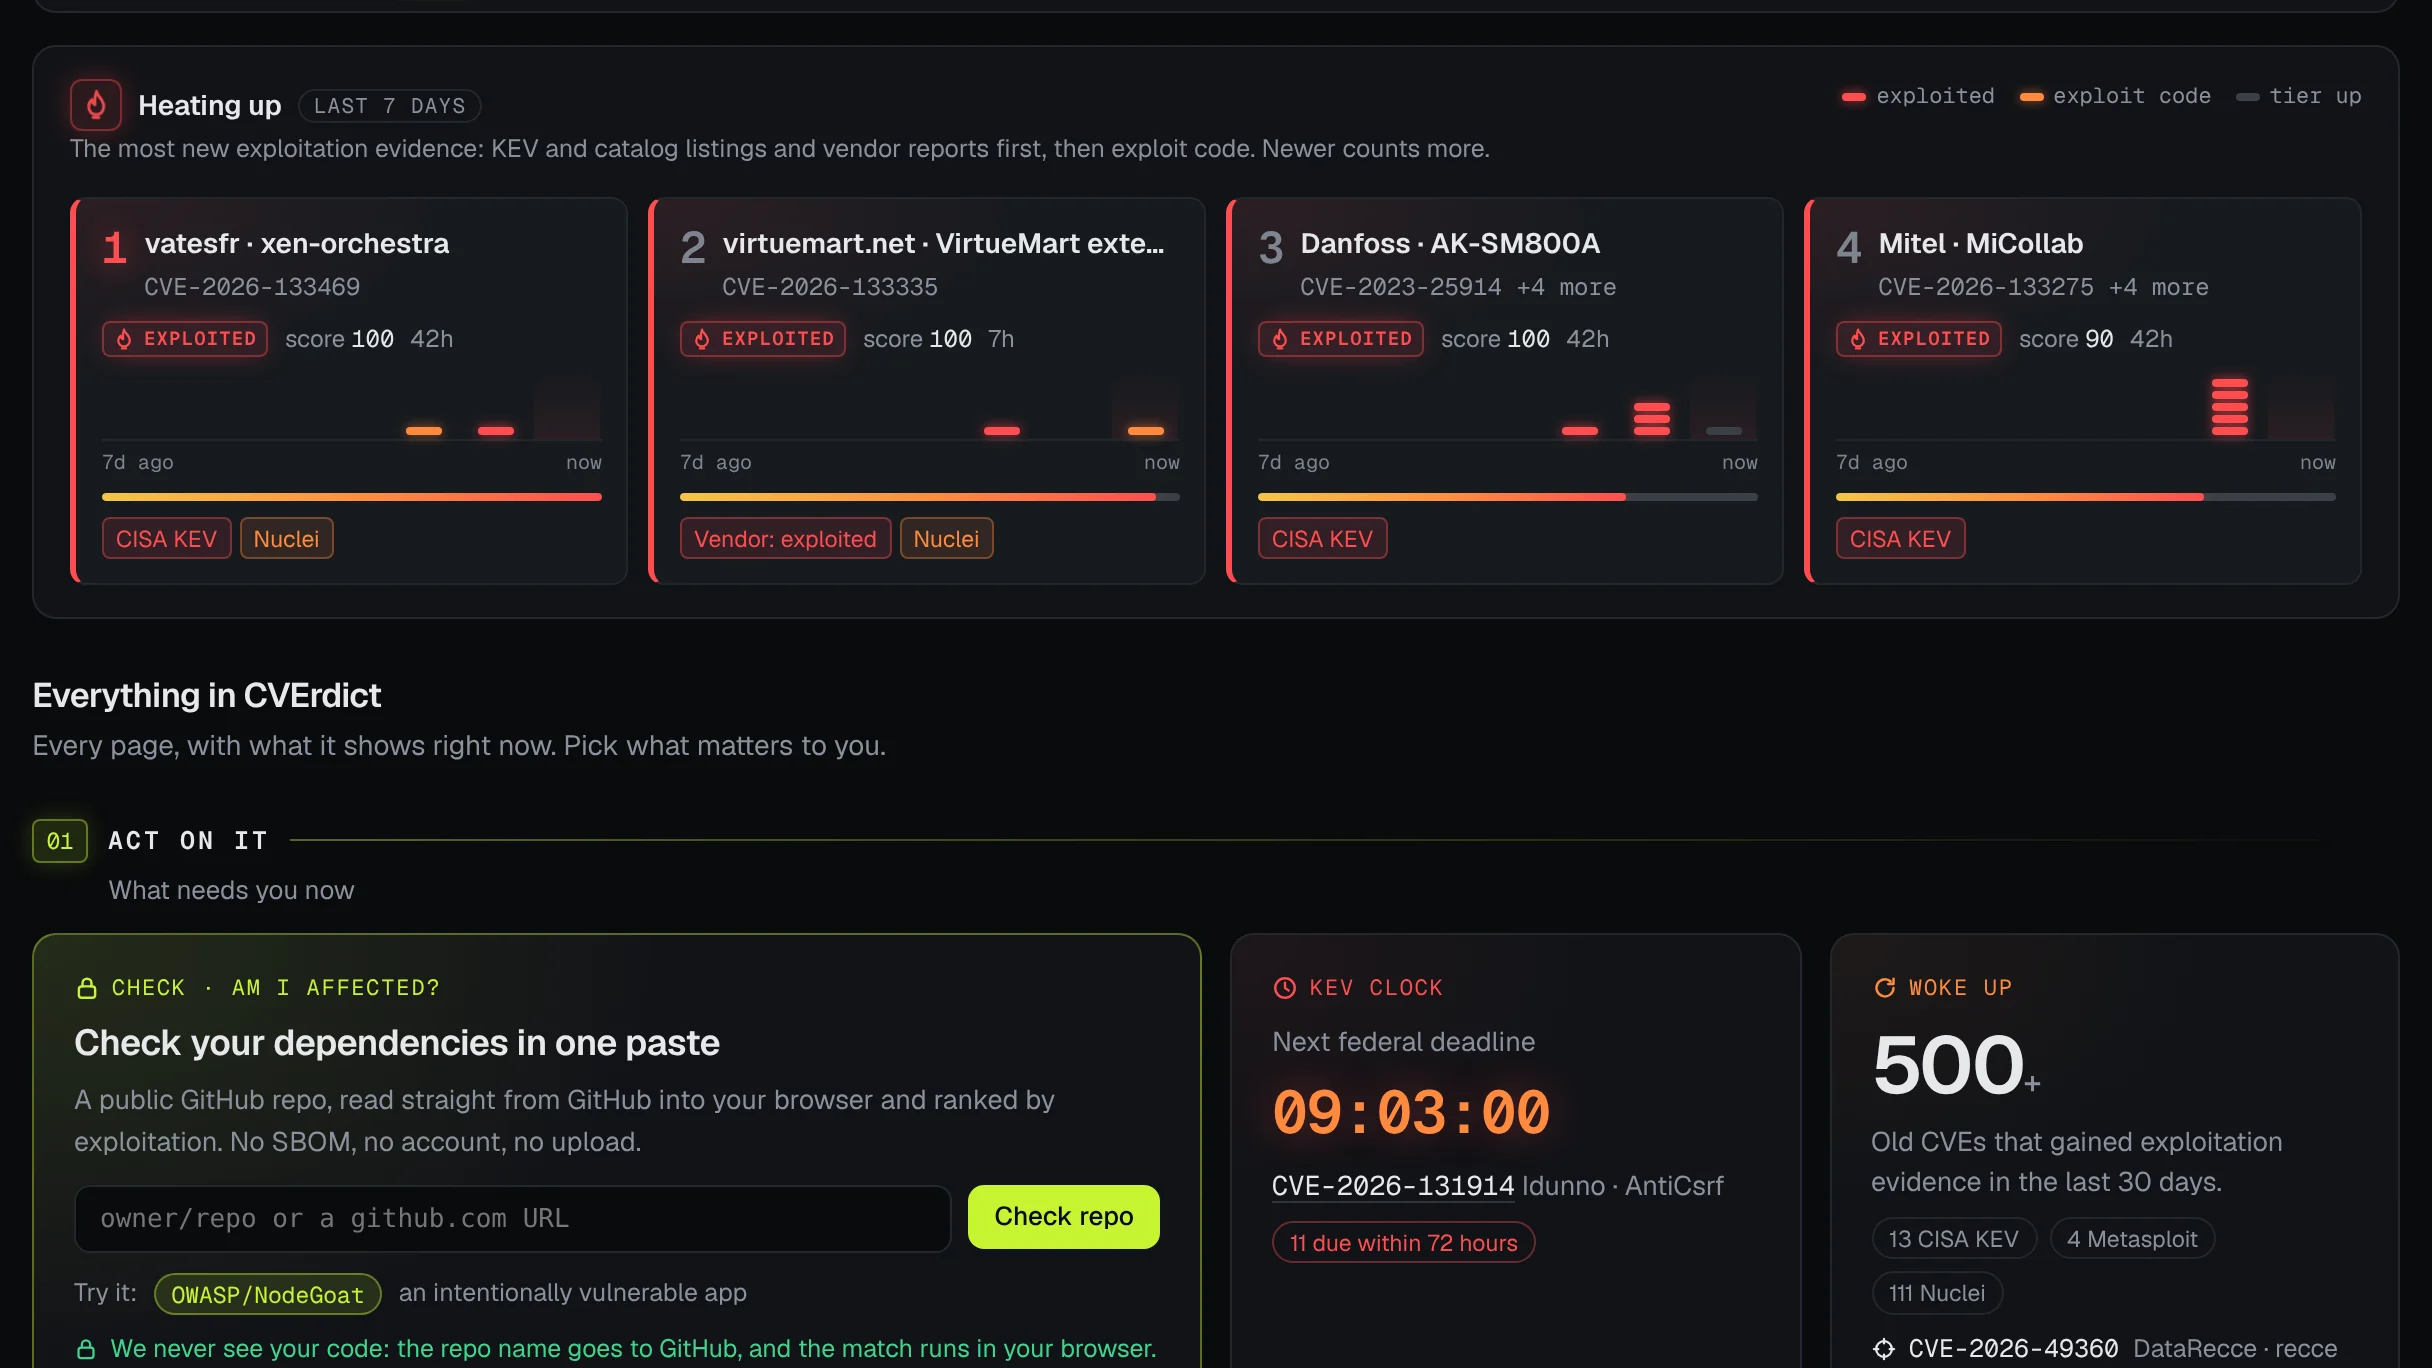 Heating up LAST 7 DAYS
exploited exploit code tier up
The most new exploitation evidence: KEV and catalog listings and vendor reports first, then exploit code. Newer counts more.
1 vatesfr · xen-orchestra
CVE-2026-133469
EXPLOITED score 100 42h
7d ago now
CISA KEV Nuclei
2 virtuemart.net · VirtueMart exte...
CVE-2026-133335
EXPLOITED score 100 7h
7d ago now
Vendor: exploited Nuclei
3 Danfoss · AK-SM800A
CVE-2023-25914 +4 more
EXPLOITED score 100 42h
7d ago now
CISA KEV
4 Mitel · MiCollab
CVE-2026-133275 +4 more
EXPLOITED score 90 42h
7d ago now
CISA KEV
Everything in CVErdict
Every page, with what it shows right now. Pick what matters to you.
01 ACT ON IT
What needs you now
CHECK · AM I AFFECTED?
Check your dependencies in one paste
A public GitHub repo, read straight from GitHub into your browser and ranked by
exploitation. No SBOM, no account, no upload.
owner/repo or a github.com URL
Check repo
Try it: OWASP/NodeGoat an intentionally vulnerable app
We never see your code: the repo name goes to GitHub, and the match runs in your browser.
KEV CLOCK
Next federal deadline
09:03:00
CVE-2026-131914 Idunno · AntiCsrf
11 due within 72 hours
WOKE UP
500+
Old CVEs that gained exploitation
evidence in the last 30 days.
13 CISA KEV 4 Metasploit
111 Nuclei
CVE-2026-49360 DataRecce · recce